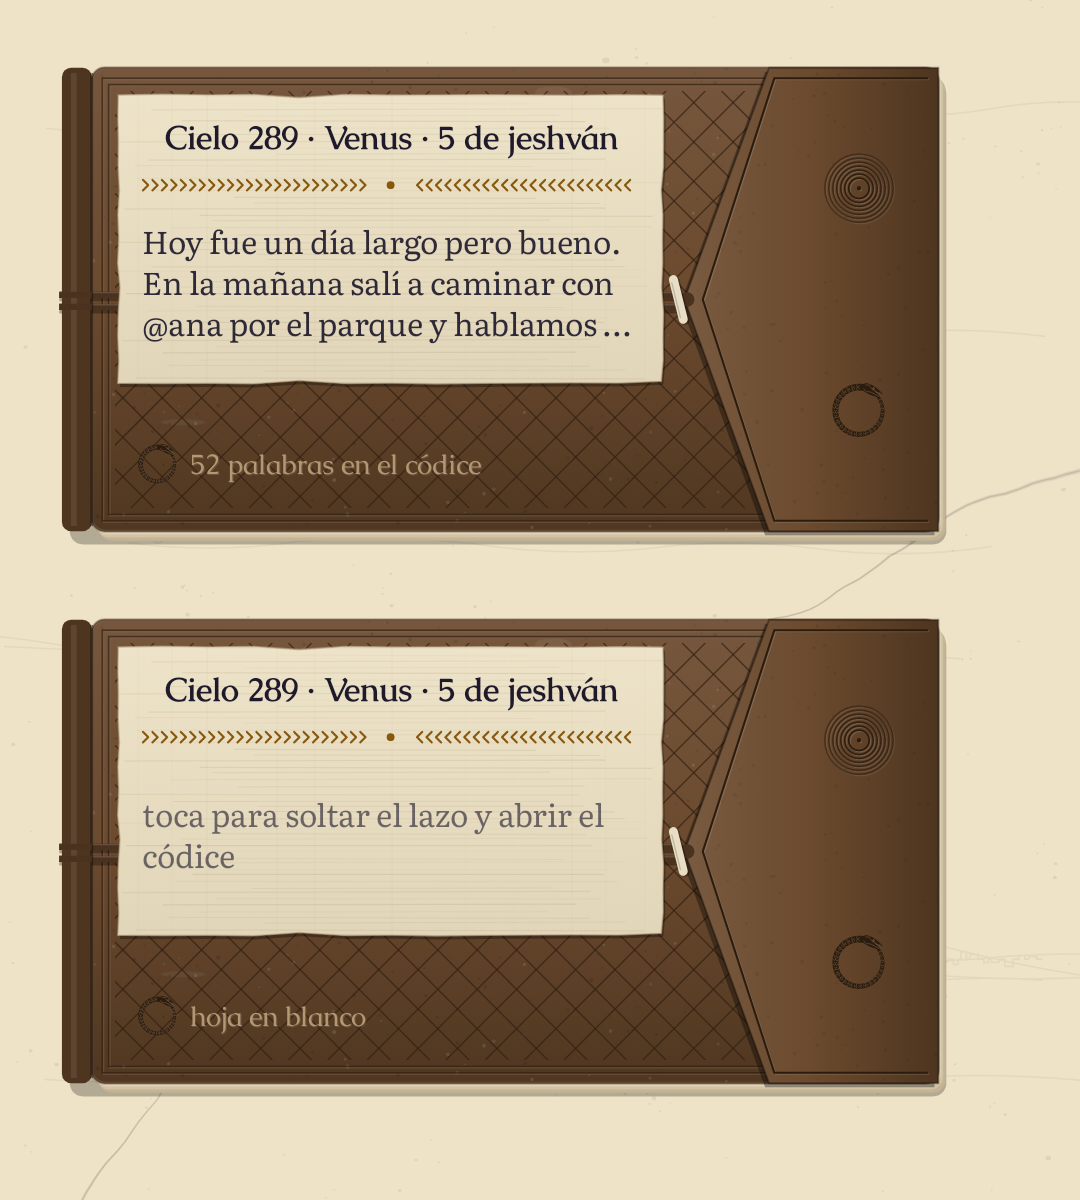 Cielo 289 · Venus · 5 de jeshván
Hoy fue un día largo pero bueno.
En la mañana salí a caminar con
@ana por el parque y hablamos ...
52 palabras en el códice
Cielo 289 · Venus · 5 de jeshván
toca para soltar el lazo y abrir el
códice
hoja en blanco